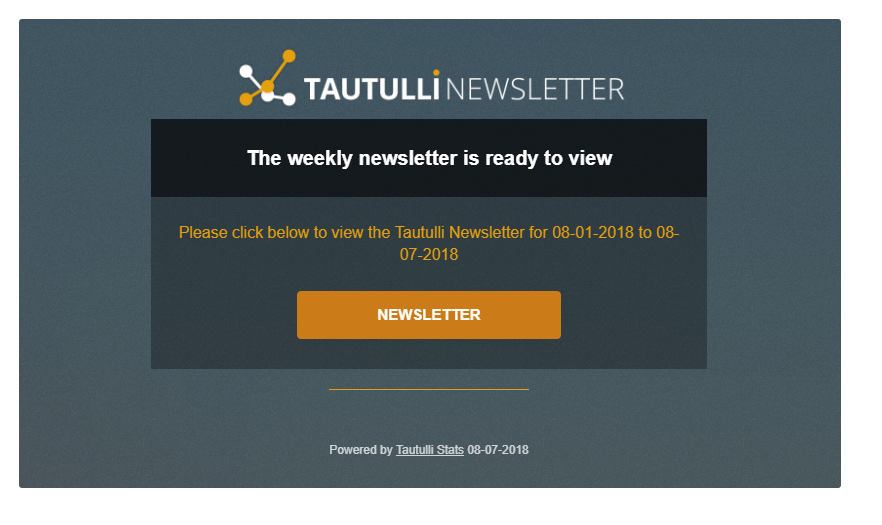 TAUTULLI NEWSLETTER
The weekly newsletter is ready to view
Please click below to view the Tautulli Newsletter for 08-01-2018 to 08-
07-2018
NEWSLETTER
Powered by Tautulli Stats 08-07-2018